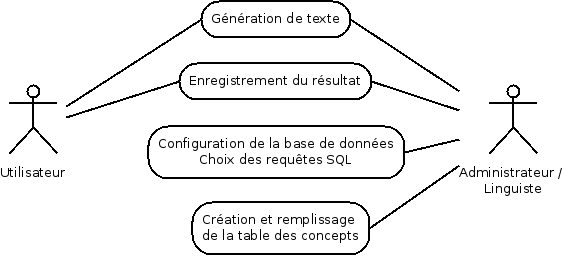 Génération de texte
Enregistrement du résultat
Configuration de la base de données
Choix des requêtes SQL
Utilisateur
Administrateur /
Linguiste
Création et remplissage
de la table des concepts